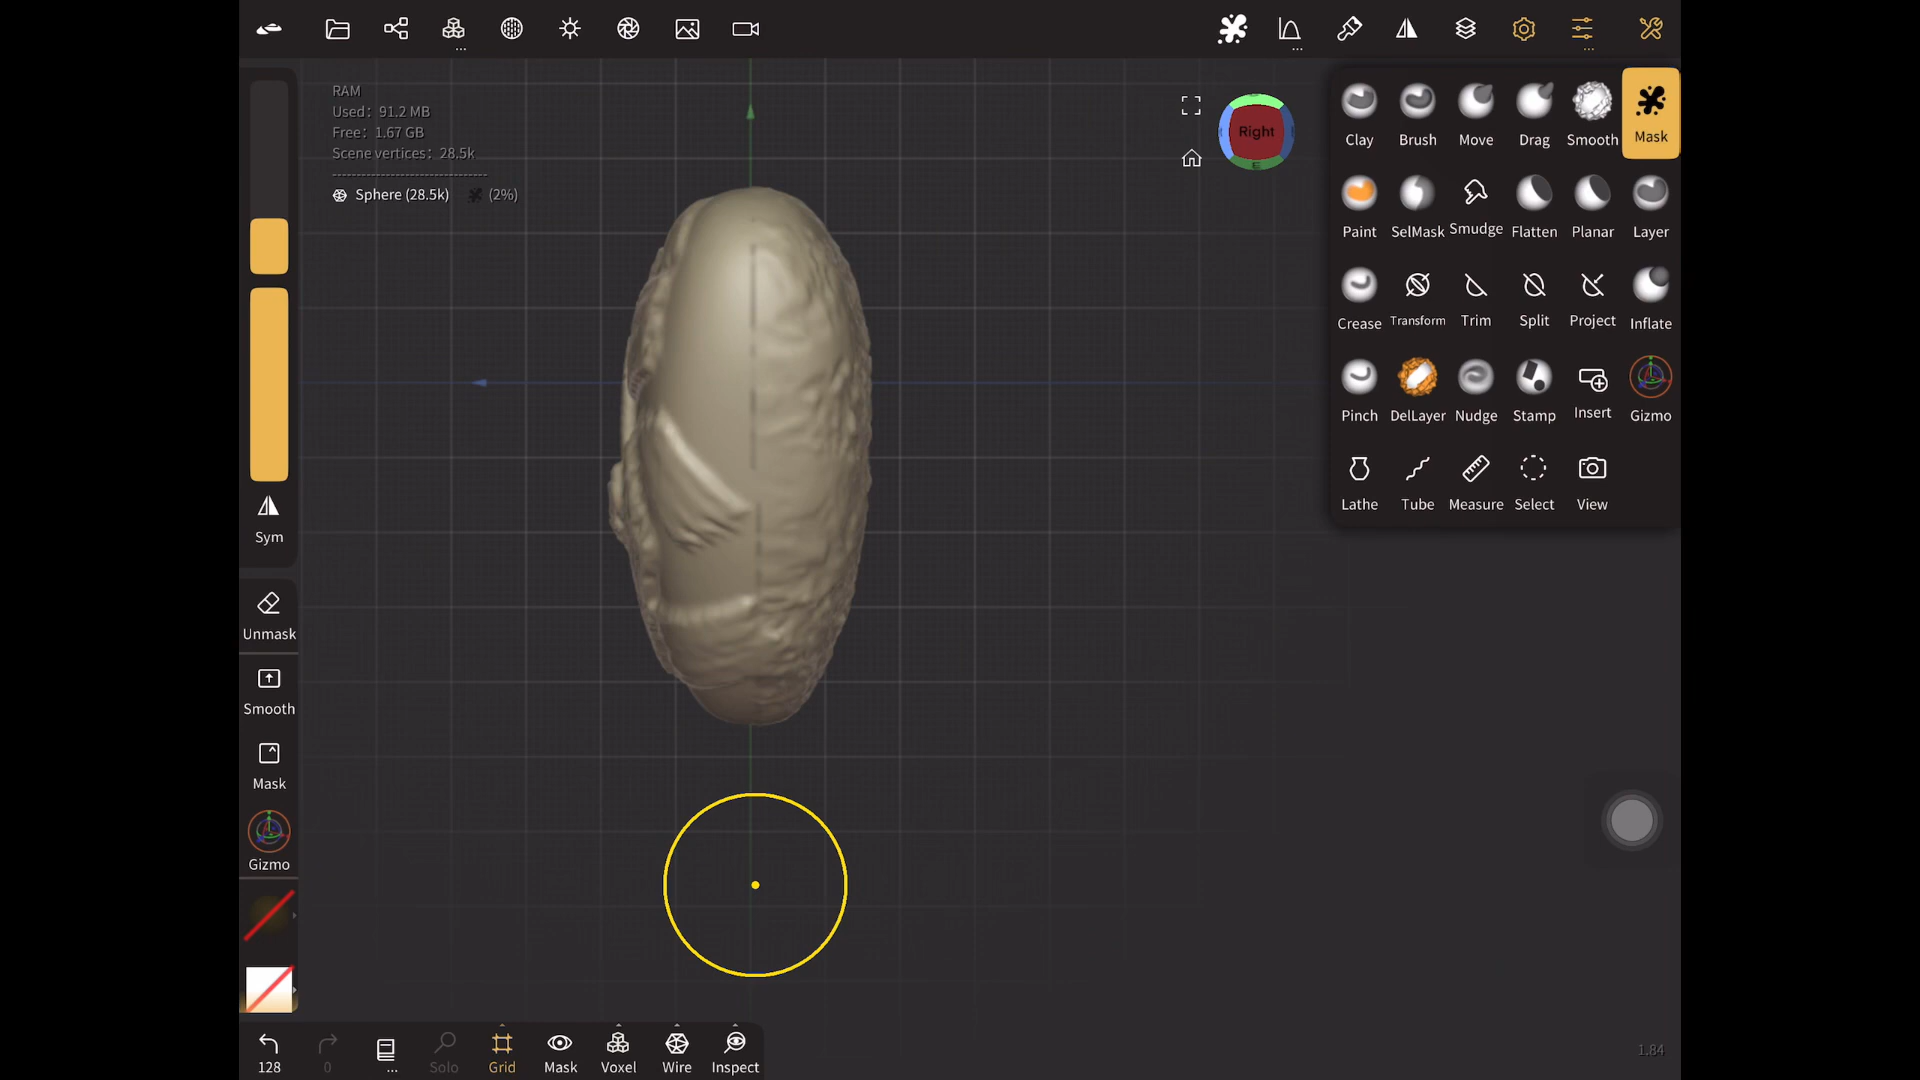 RAM
Used: 91.2 MB
Free: 1.67 GB
Scene vertices: 28.5k
--------------------------------
Sphere (28.5k) (2%)
Right
Clay Brush Move Drag Smooth Mask
Paint SelMask Smudge Flatten Planar Layer
Crease Transform Trim Split Project Inflate
Pinch DelLayer Nudge Stamp Insert Gizmo
Lathe Tube Measure Select View
Sym
Unmask
Smooth
Mask
Gizmo
128 0 ... Solo Grid Mask Voxel Wire Inspect
1.84